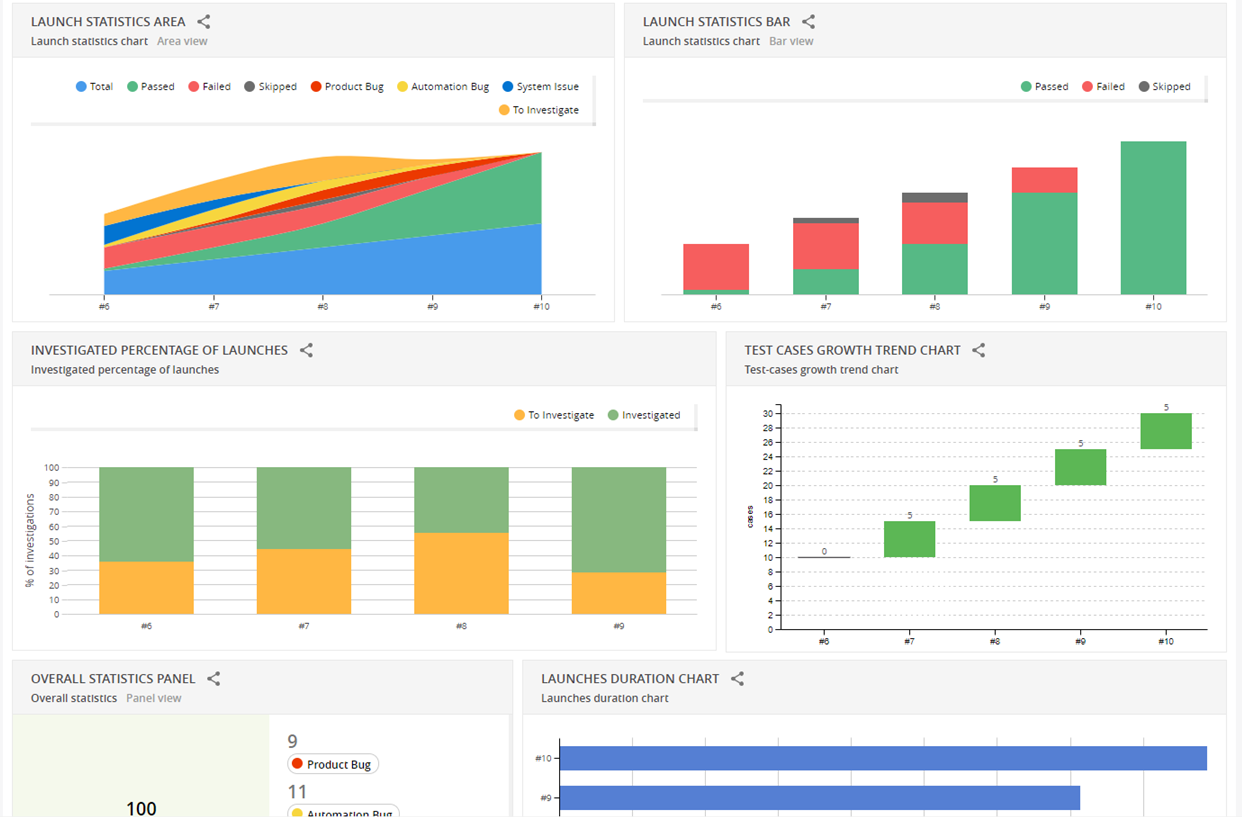 LAUNCH STATISTICS AREA
Launch statistics chart Area view
Total Passed Failed Skipped Product Bug Automation Bug System Issue
To Investigate
#6 #7 #8 #9 #10
LAUNCH STATISTICS BAR
Launch statistics chart Bar view
Passed Failed Skipped
#6 #7 #8 #9 #10
INVESTIGATED PERCENTAGE OF LAUNCHES
Investigated percentage of launches
To Investigate Investigated
% of investigations
100
90
80
70
60
50
40
30
20
10
0
#6 #7 #8 #9
TEST CASES GROWTH TREND CHART
Test-cases growth trend chart
cases
30
28
26
24
22
20
18
16
14
12
10
8
6
4
2
0
0 5 5 5 5
#6 #7 #8 #9 #10
OVERALL STATISTICS PANEL
Overall statistics Panel view
100
9
Product Bug
11
Automation Bug
LAUNCHES DURATION CHART
Launches duration chart
#10
#9